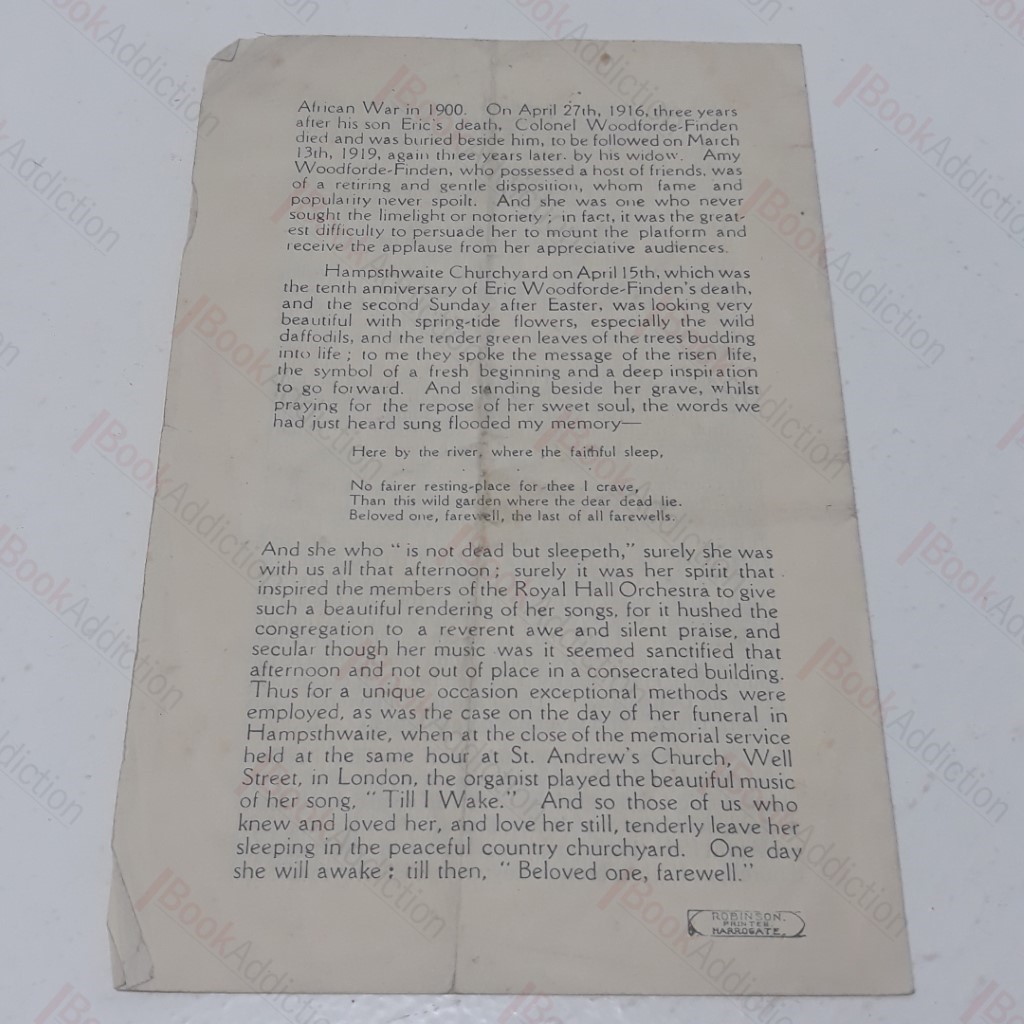 African War in 1900. On April 27th, 1916, three years
after his son Eric's death, Colonel Woodforde-Finden
died and was buried beside him, to be followed on March
13th, 1919, again three years later, by his widow. Amy
Woodforde-Finden, who possessed a host of friends, was
of a retiring and gentle disposition, whom fame and
popularity never spoilt. And she was one who never
sought the limelight or notoriety ; in fact, it was the great-
est difficulty to persuade her to mount the platform and
receive the applause from her appreciative audiences.
Hampsthwaite Churchyard on April 15th, which was
the tenth anniversary of Eric Woodforde-Finden's death,
and the second Sunday after Easter, was looking very
beautiful with spring-tide flowers, especially the wild
daffodils, and the tender green leaves of the trees budding
into life ; to me they spoke the message of the risen life,
the symbol of a fresh beginning and a deep inspiration
to go forward. And standing beside her grave, whilst
praying for the repose of her sweet soul, the words we
had just heard sung flooded my memory—
Here by the river, where the faithful sleep,
. . .
No fairer resting-place for thee I crave,
Than this wild garden where the dear dead lie.
Beloved one, farewell, the last of all farewells.
And she who " is not dead but sleepeth," surely she was
with us all that afternoon ; surely it was her spirit that
inspired the members of the Royal Hall Orchestra to give
such a beautiful rendering of her songs, for it hushed the
congregation to a reverent awe and silent praise, and
secular though her music was it seemed sanctified that
afternoon and not out of place in a consecrated building.
Thus for a unique occasion exceptional methods were
employed, as was the case on the day of her funeral in
Hampsthwaite, when at the close of the memorial service
held at the same hour at St. Andrew's Church, Well
Street, in London, the organist played the beautiful music
of her song, " Till I Wake." And so those of us who
knew and loved her, and love her still, tenderly leave her
sleeping in the peaceful country churchyard. One day
she will awake : till then, " Beloved one, farewell."
ROBINSON,
PRINTER
HARROGATE.
BookAddiction